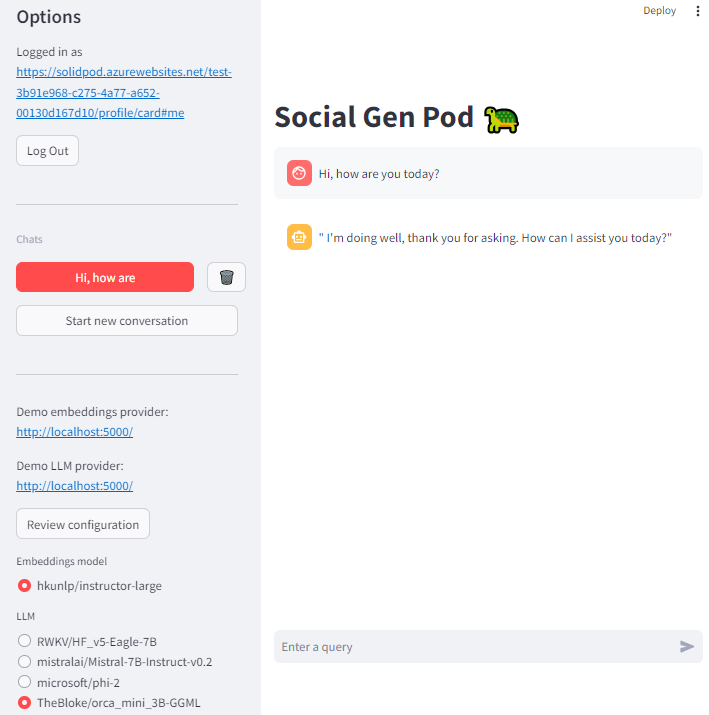 Options
Logged in as
https://solidpod.azurewebsites.net/test-
3b91e968-c275-4a77-a652-
00130d167d10/profile/card#me
Log Out
Chats
Hi, how are
Start new conversation
Demo embeddings provider:
http://localhost:5000/
Demo LLM provider:
http://localhost:5000/
Review configuration
Embeddings model
hkunlp/instructor-large
LLM
RWKV/HF_v5-Eagle-7B
mistralai/Mistral-7B-Instruct-v0.2
microsoft/phi-2
TheBloke/orca_mini_3B-GGML
Deploy
Social Gen Pod
Hi, how are you today?
" I'm doing well, thank you for asking. How can I assist you today?"
Enter a query